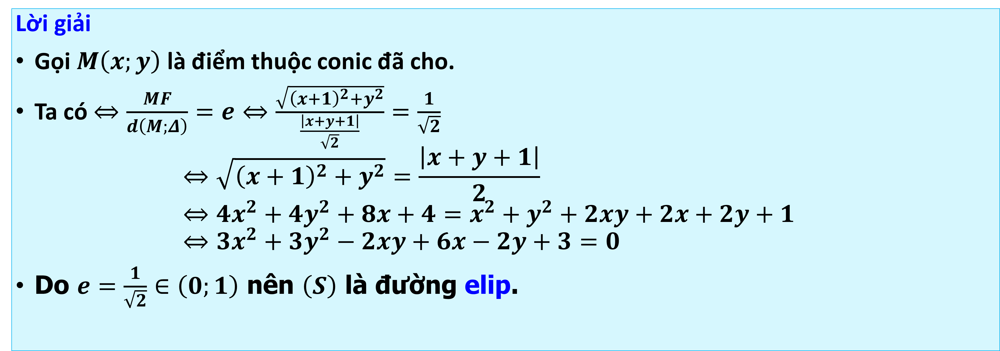 Lời giải
• Gọi $M(x; y)$ là điểm thuộc conic đã cho.
• Ta có $\Leftrightarrow \frac{MF}{d(M;\Delta)} = e \Leftrightarrow \frac{\sqrt{(x+1)^2+y^2}}{\frac{|x+y+1|}{\sqrt{2}}} = \frac{1}{\sqrt{2}}$
$\Leftrightarrow \sqrt{(x+1)^2+y^2} = \frac{|x+y+1|}{2}$
$\Leftrightarrow 4x^2+4y^2+8x+4 = x^2+y^2+2xy+2x+2y+1$
$\Leftrightarrow 3x^2+3y^2-2xy+6x-2y+3 = 0$
• Do $e = \frac{1}{\sqrt{2}} \in (0; 1)$ nên $(S)$ là đường elip.